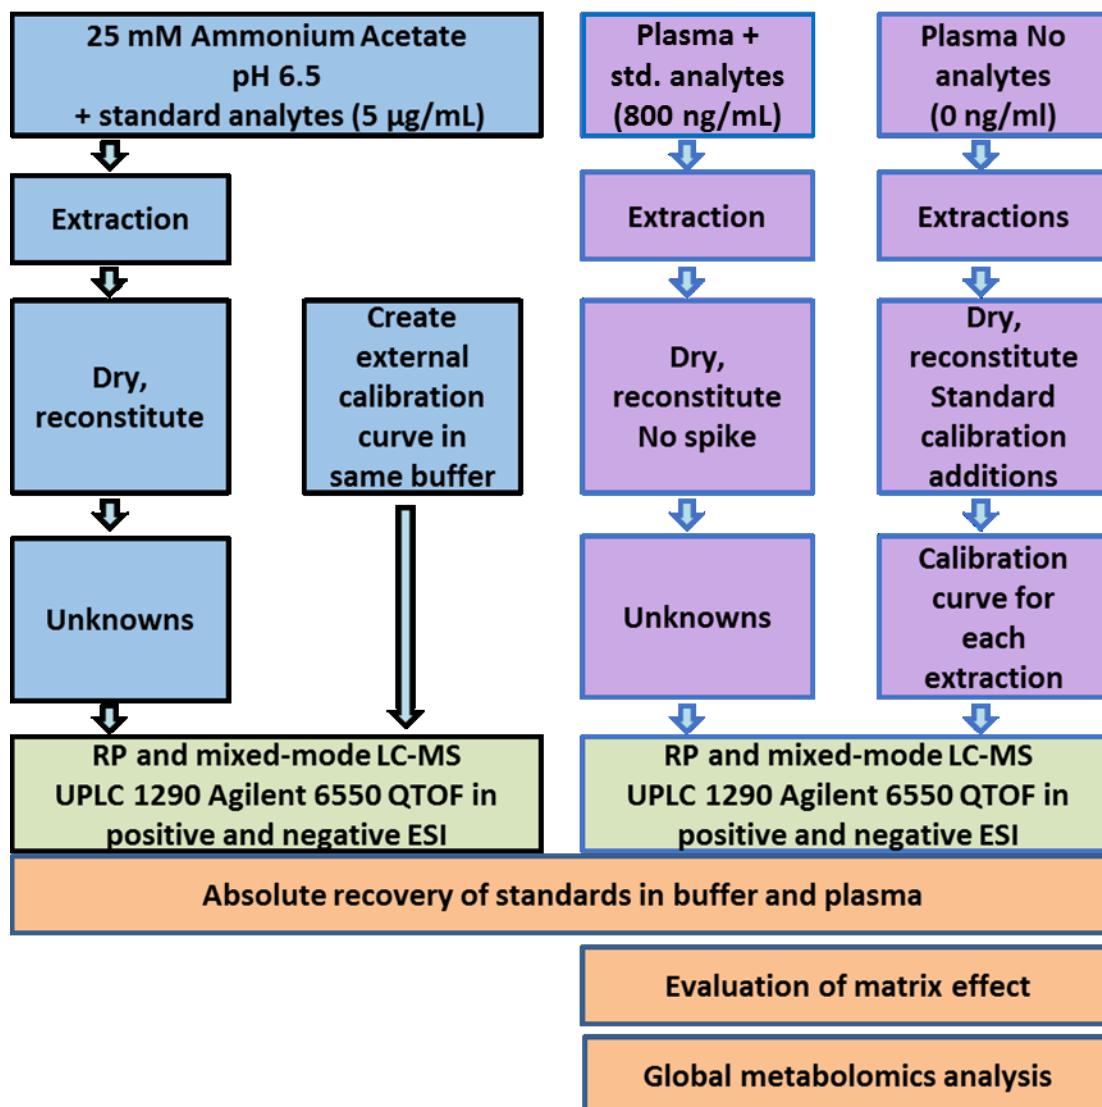 25 mM Ammonium Acetate
pH 6.5
+ standard analytes (5 µg/mL)
Plasma +
std. analytes
(800 ng/mL)
Plasma No
analytes
(0 ng/ml)
Extraction
Extraction
Extractions
Dry,
reconstitute
Create
external
calibration
curve in
same buffer
Dry,
reconstitute
No spike
Dry,
reconstitute
Standard
calibration
additions
Unknowns
Unknowns
Calibration
curve for
each
extraction
RP and mixed-mode LC-MS
UPLC 1290 Agilent 6550 QTOF in
positive and negative ESI
RP and mixed-mode LC-MS
UPLC 1290 Agilent 6550 QTOF in
positive and negative ESI
Absolute recovery of standards in buffer and plasma
Evaluation of matrix effect
Global metabolomics analysis